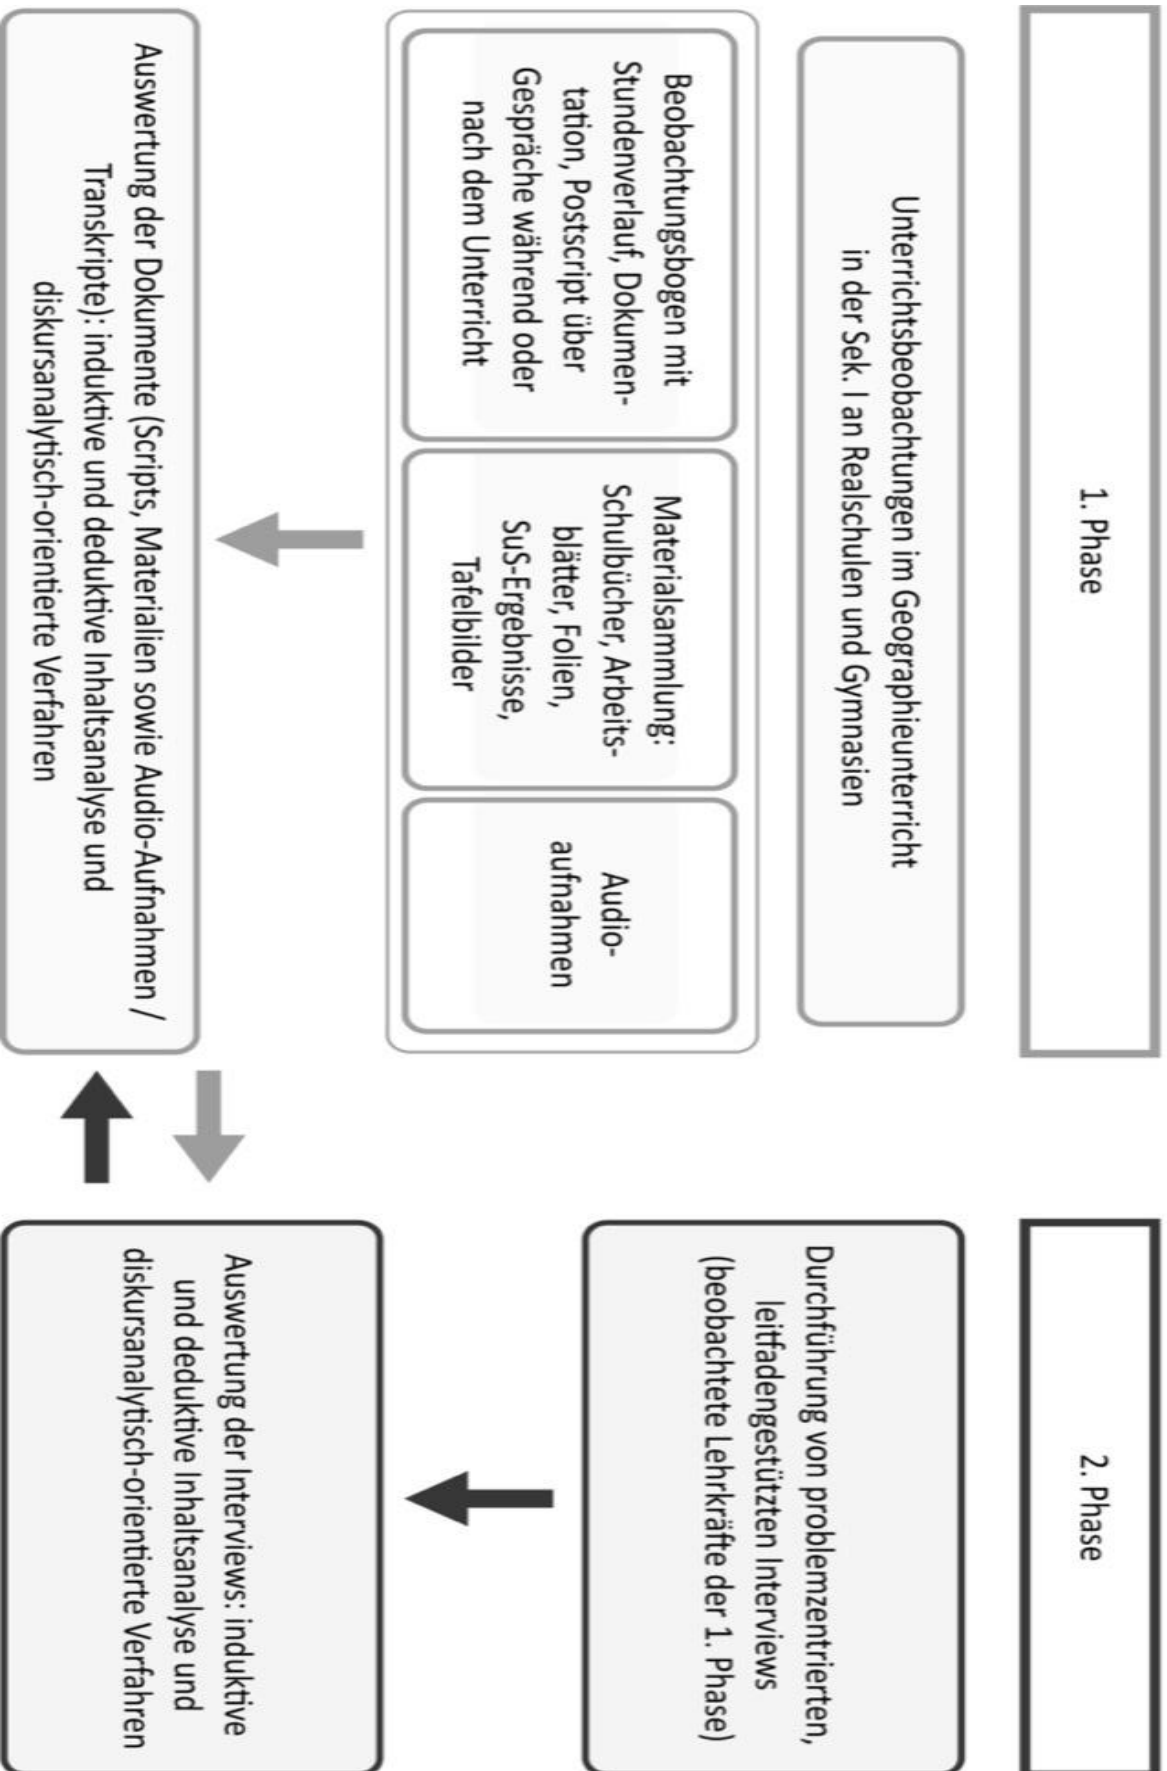 1. Phase
Unterrichtsbeobachtungen im Geographieunterricht
in der Sek. I an Realschulen und Gymnasien
Beobachtungsbogen mit
Stundenverlauf, Dokumen-
tation, Postscript über
Gespräche während oder
nach dem Unterricht
Materialsammlung:
Schulbücher, Arbeits-
blätter, Folien,
SuS-Ergebnisse,
Tafelbilder
Audio-
aufnahmen
Auswertung der Dokumente (Scripts, Materialien sowie Audio-Aufnahmen /
Transkripte): induktive und deduktive Inhaltsanalyse und
diskursanalytisch-orientierte Verfahren
2. Phase
Durchführung von problemzentrierten,
leitfadengestützten Interviews
(beobachtete Lehrkräfte der 1. Phase)
Auswertung der Interviews: induktive
und deduktive Inhaltsanalyse und
diskursanalytisch-orientierte Verfahren